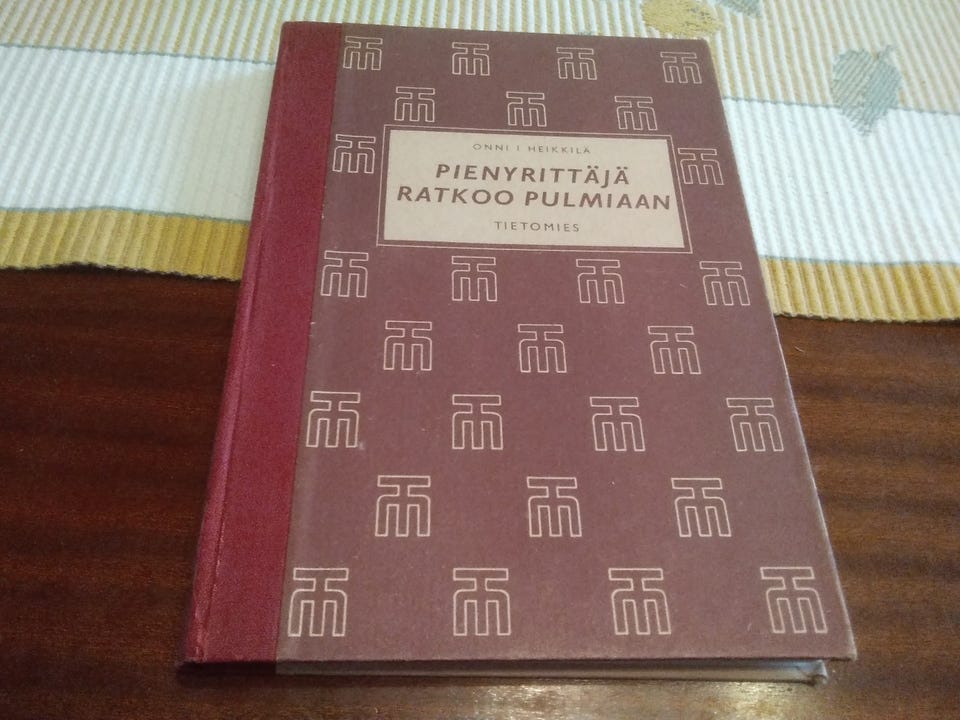 ONNI I HEIKKILÄ
PIENYRITTÄJÄ
RATKOO PULMIAAN
TIETOMIES